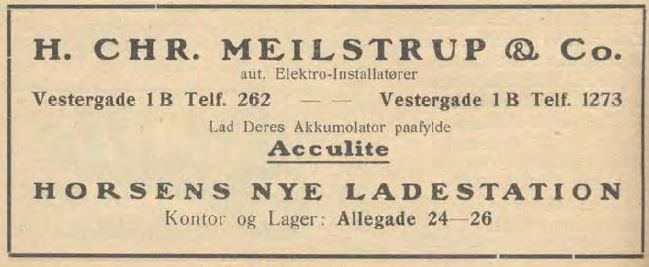 H. CHR. MEILSTRUP & Co.
aut. Elektro-Installatører
Vestergade 1 B Telf. 262 — — Vestergade 1 B Telf. 1273
Lad Deres Akkumolator paafylde
Acculite
HORSENS NYE LADESTATION
Kontor og Lager: Allegade 24—26